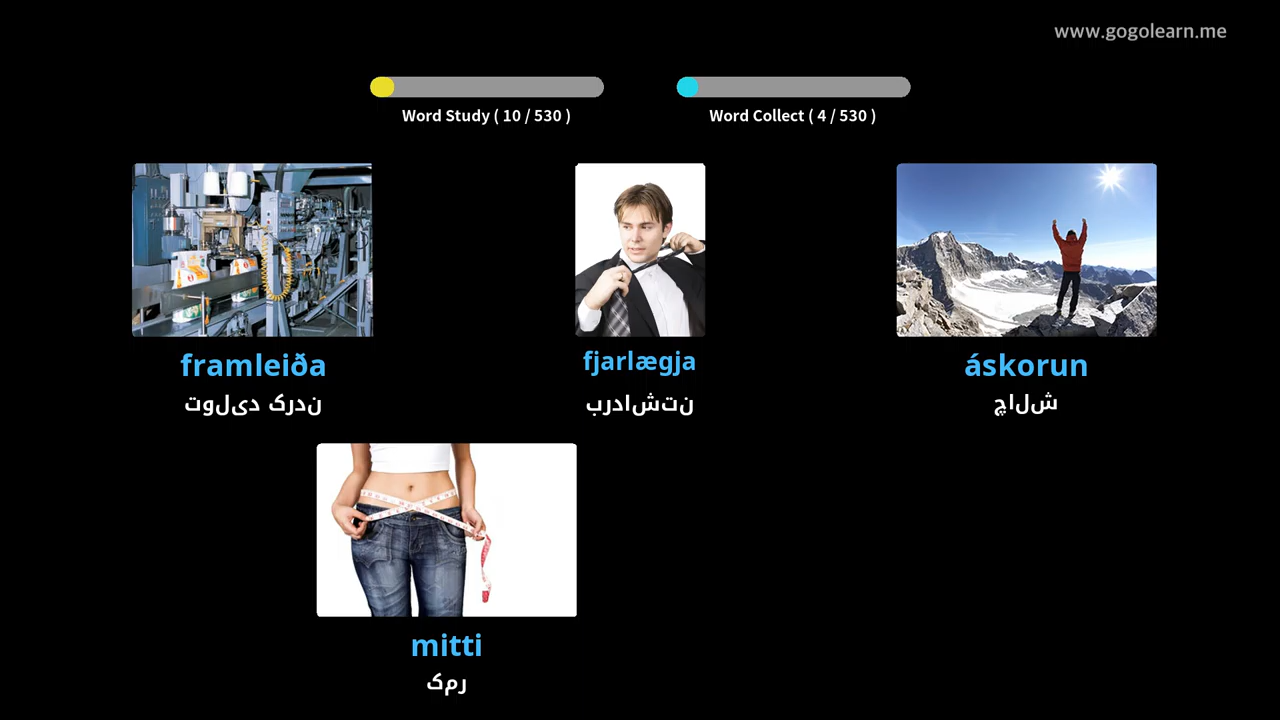 www.gogolearn.me
Word Study ( 10 / 530 )
Word Collect ( 4 / 530 )
framleiða
ندرک دیلوت
fjarlægja
نتشادرب
áskorun
شلاچ
mitti
رمک